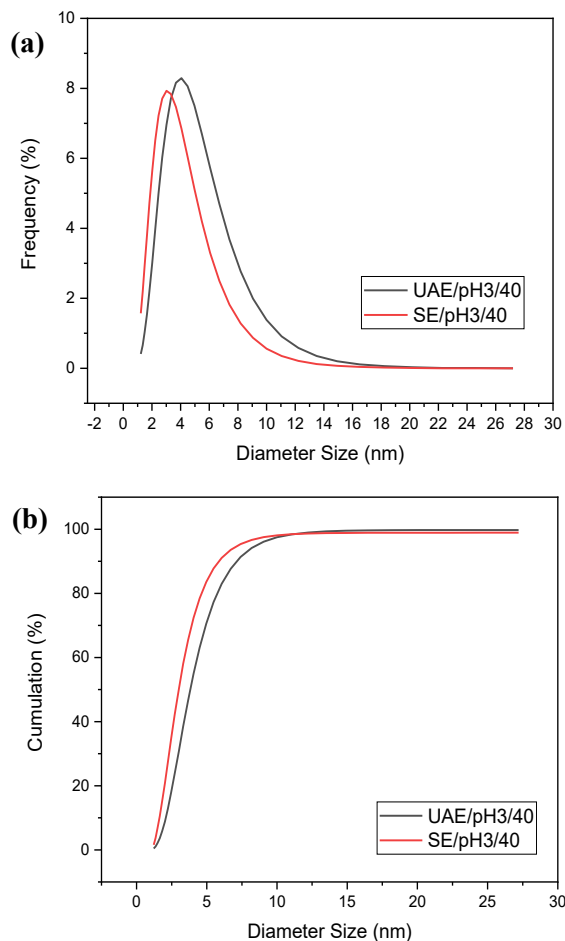 (a)
10
8
6
4
2
0
Frequency (%)
UAE/pH3/40
SE/pH3/40
-2 0 2 4 6 8 10 12 14 16 18 20 22 24 26 28 30
Diameter Size (nm)
(b)
100
80
60
40
20
0
Cumulation (%)
UAE/pH3/40
SE/pH3/40
0 5 10 15 20 25 30
Diameter Size (nm)